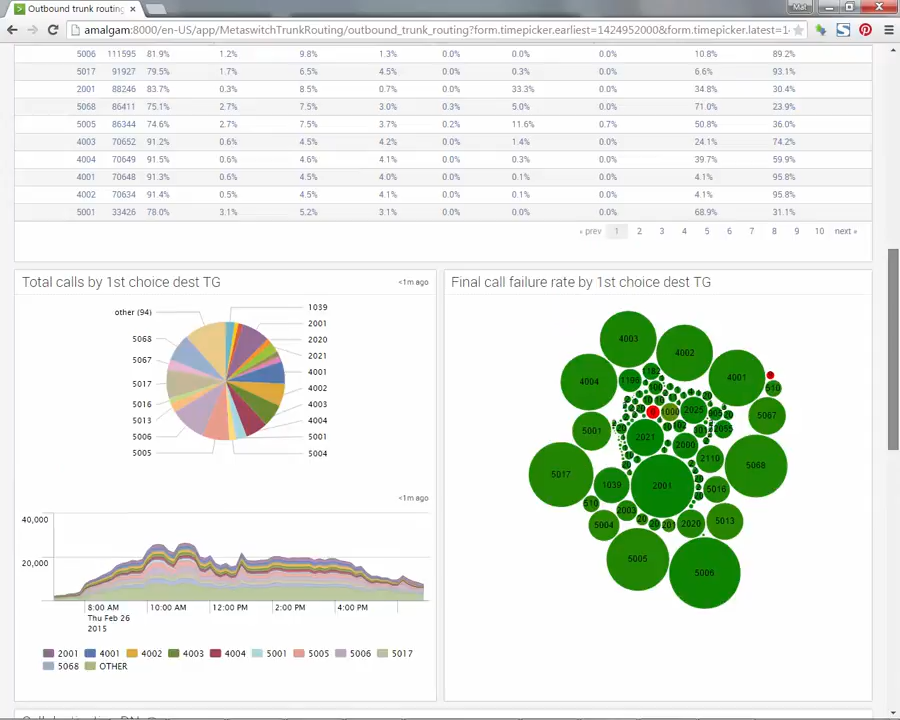 Outbound trunk routing
Mat
amalgam:8000/en-US/app/MetaswitchTrunkRouting/outbound_trunk_routing?form.timepicker.earliest=1424952000&form.timepicker.latest=1
5006 111595 81.9% 1.2% 9.8% 1.3% 0.0% 0.0% 0.0% 10.8% 89.2%
5017 91927 79.5% 1.7% 6.5% 4.5% 0.0% 0.3% 0.0% 6.6% 93.1%
2001 88246 83.7% 0.3% 8.5% 0.7% 0.0% 33.3% 0.0% 34.8% 30.4%
5068 86411 75.1% 2.7% 7.5% 3.0% 0.3% 5.0% 0.0% 71.0% 23.9%
5005 86344 74.6% 2.7% 7.5% 3.7% 0.2% 11.6% 0.7% 50.8% 36.0%
4003 70652 91.2% 0.6% 4.5% 4.2% 0.0% 1.4% 0.0% 24.1% 74.2%
4004 70649 91.5% 0.6% 4.6% 4.1% 0.0% 0.3% 0.0% 39.7% 59.9%
4001 70648 91.3% 0.6% 4.5% 4.0% 0.0% 0.1% 0.0% 4.1% 95.8%
4002 70634 91.4% 0.5% 4.5% 4.1% 0.0% 0.1% 0.0% 4.1% 95.8%
5001 33426 78.0% 3.1% 5.2% 3.1% 0.0% 0.0% 0.0% 68.9% 31.1%
« prev 1 2 3 4 5 6 7 8 9 10 next »
Total calls by 1st choice dest TG
<1m ago
other (94)
5068
5067
5017
5016
5013
5006
5005
1039
2001
2020
2021
4001
4002
4003
4004
5001
5004
<1m ago
40,000
20,000
8:00 AM 10:00 AM 12:00 PM 2:00 PM 4:00 PM
Thu Feb 26
2015
2001 4001 4002 4003 4004 5001 5005 5006 5017
5068 OTHER
Final call failure rate by 1st choice dest TG
4003
4002
4001
4004
1182
1196
510
5067
2025
5001
2021
2000
2055
2110
5068
5017
1039
2001
5016
510
2003
5004
2020
5013
5005
5006